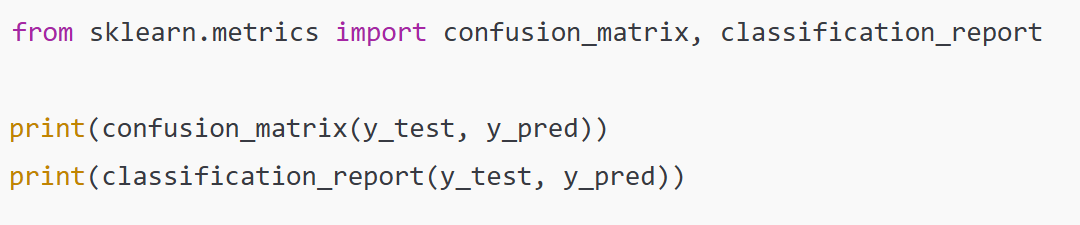 from sklearn.metrics import confusion_matrix, classification_report
print(confusion_matrix(y_test, y_pred))
print(classification_report(y_test, y_pred))